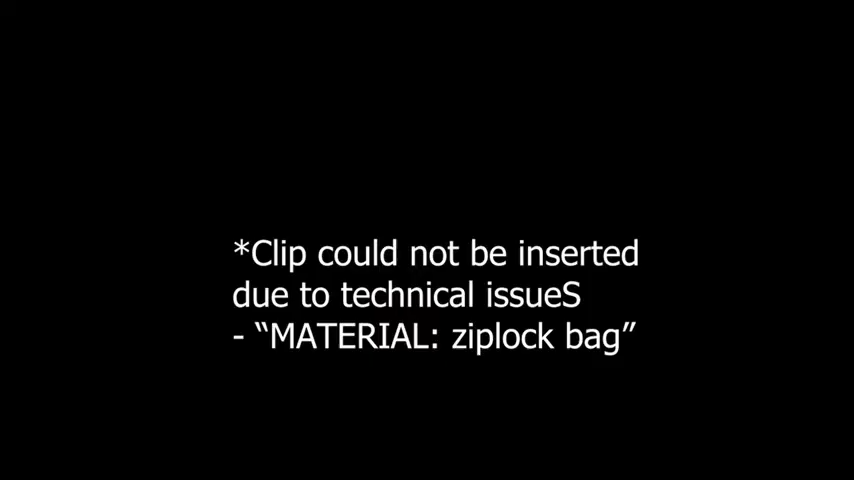 *Clip could not be inserted
due to technical issueS
- “MATERIAL: ziplock bag”